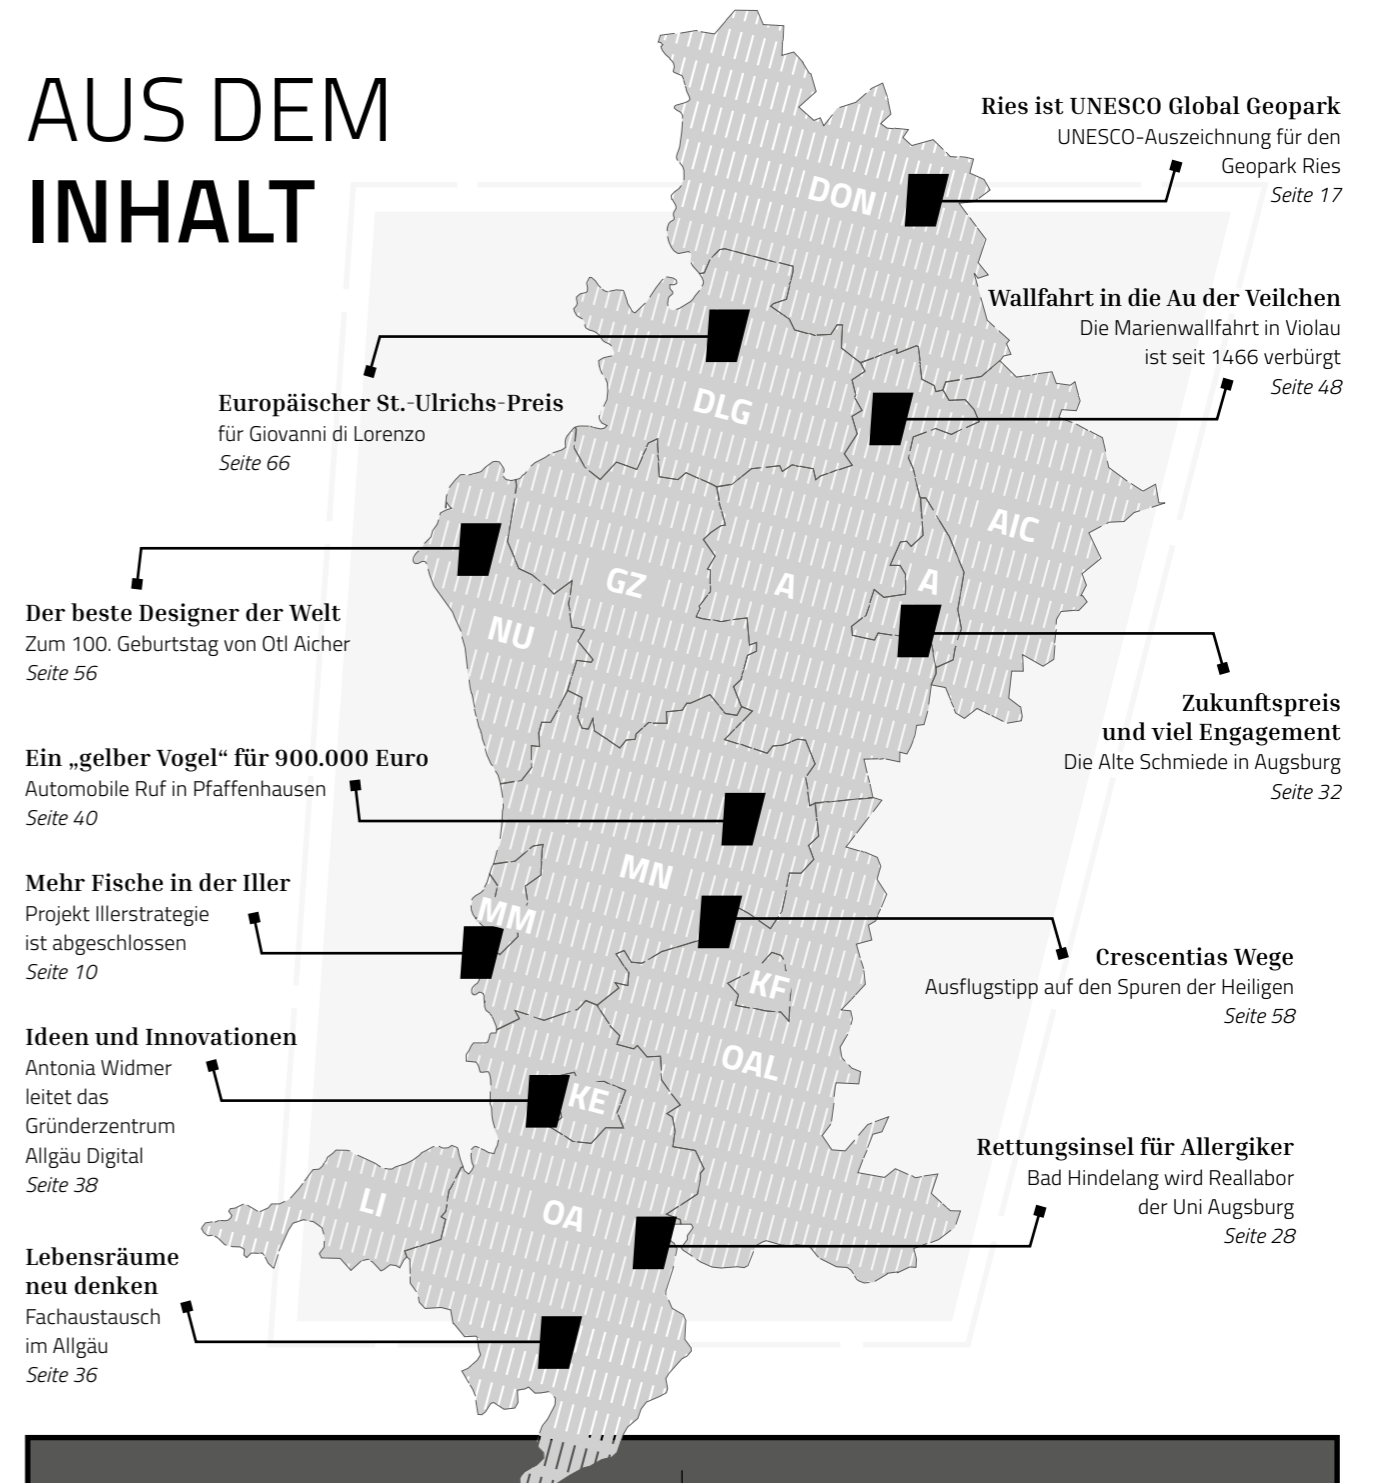 AUS DEM
INHALT
Ries ist UNESCO Global Geopark
UNESCO-Auszeichnung für den
Geopark Ries
Seite 17
DON
Wallfahrt in die Au der Veilchen
Die Marienwallfahrt in Violau
ist seit 1466 verbürgt
Seite 48
Europäischer St.-Ulrichs-Preis
für Giovanni di Lorenzo
Seite 66
DLG
AIC
GZ
A
A
NU
Der beste Designer der Welt
Zum 100. Geburtstag von Otl Aicher
Seite 56
Zukunftspreis
und viel Engagement
Die Alte Schmiede in Augsburg
Seite 32
Ein „gelber Vogel“ für 900.000 Euro
Automobile Ruf in Pfaffenhausen
Seite 40
MN
Mehr Fische in der Iller
Projekt Illerstrategie
ist abgeschlossen
Seite 10
MM
Crescentias Wege
Ausflugstipp auf den Spuren der Heiligen
Seite 58
KF
OAL
Ideen und Innovationen
Antonia Widmer
leitet das
Gründerzentrum
Allgäu Digital
Seite 38
KE
Rettungsinsel für Allergiker
Bad Hindelang wird Reallabor
der Uni Augsburg
Seite 28
LI
OA
Lebensräume
neu denken
Fachaustausch
im Allgäu
Seite 36